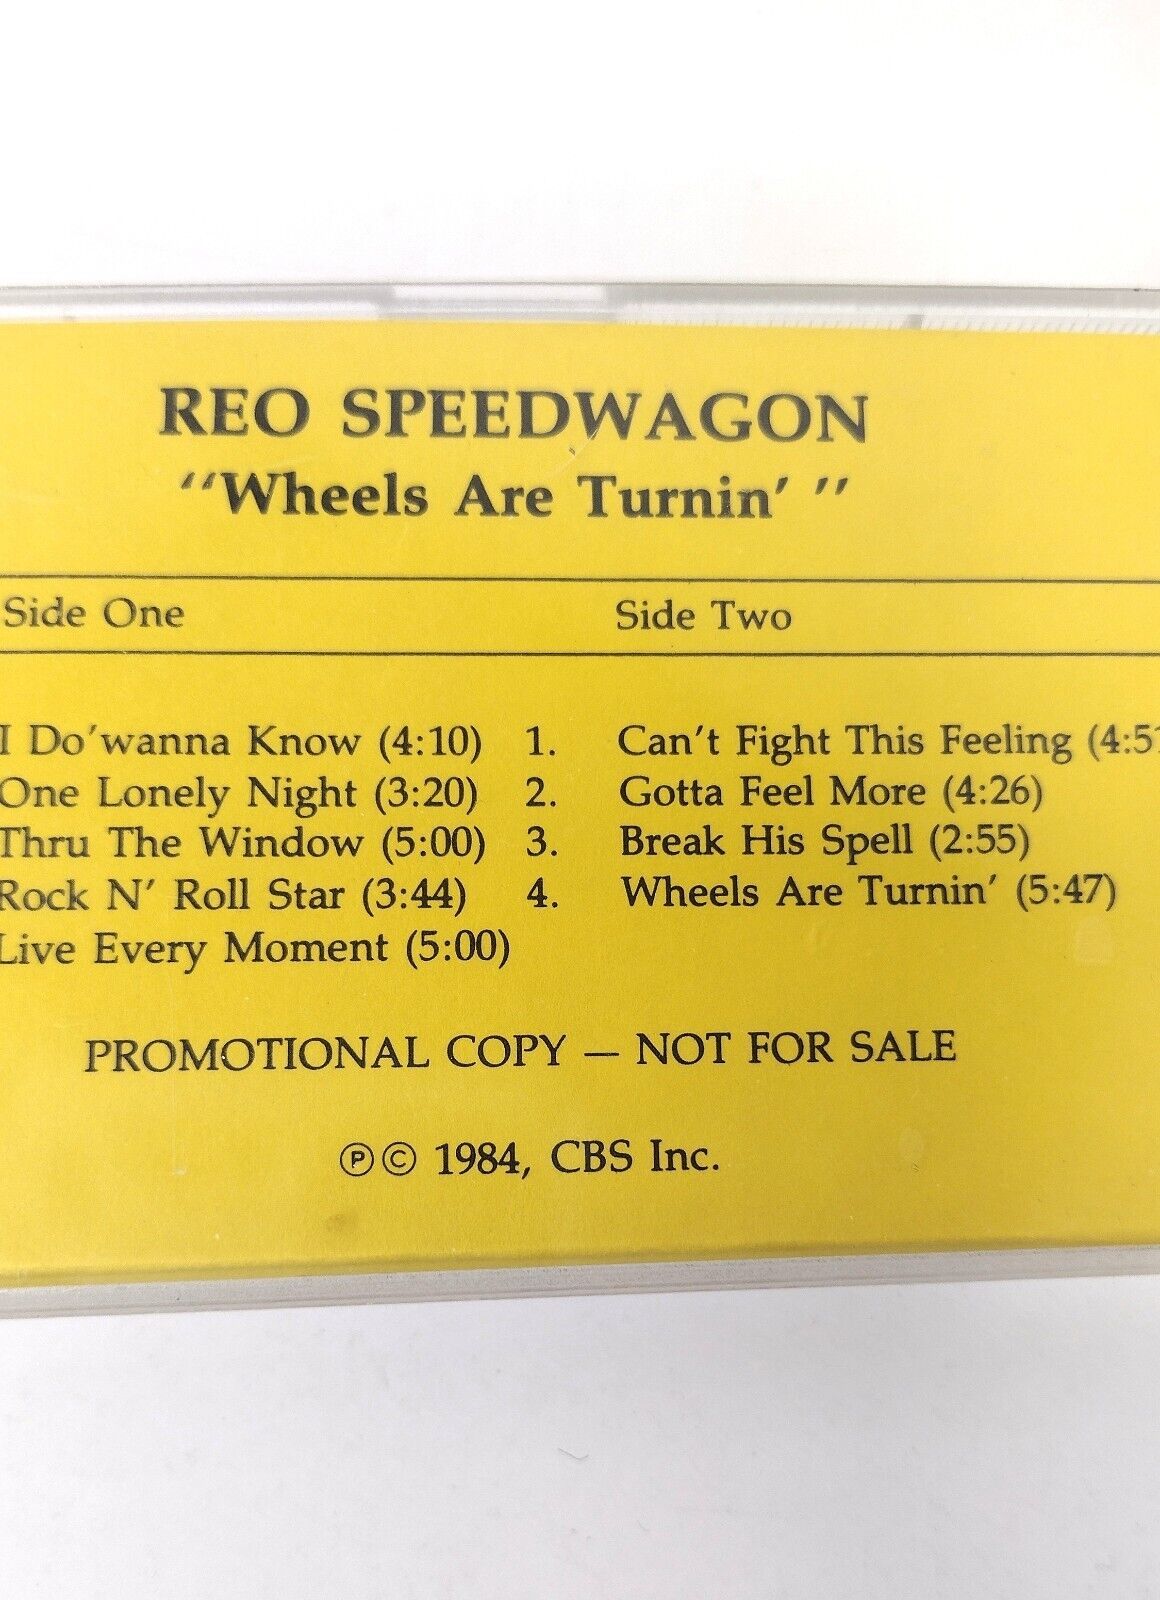 REO SPEEDWAGON
"Wheels Are Turnin' "
Side One
Side Two
I Do'wanna Know (4:10)
One Lonely Night (3:20)
Thru The Window (5:00)
Rock N' Roll Star (3:44)
Live Every Moment (5:00)
1. Can't Fight This Feeling (4:51
2. Gotta Feel More (4:26)
3. Break His Spell (2:55)
4. Wheels Are Turnin' (5:47)
PROMOTIONAL COPY — NOT FOR SALE
℗© 1984, CBS Inc.